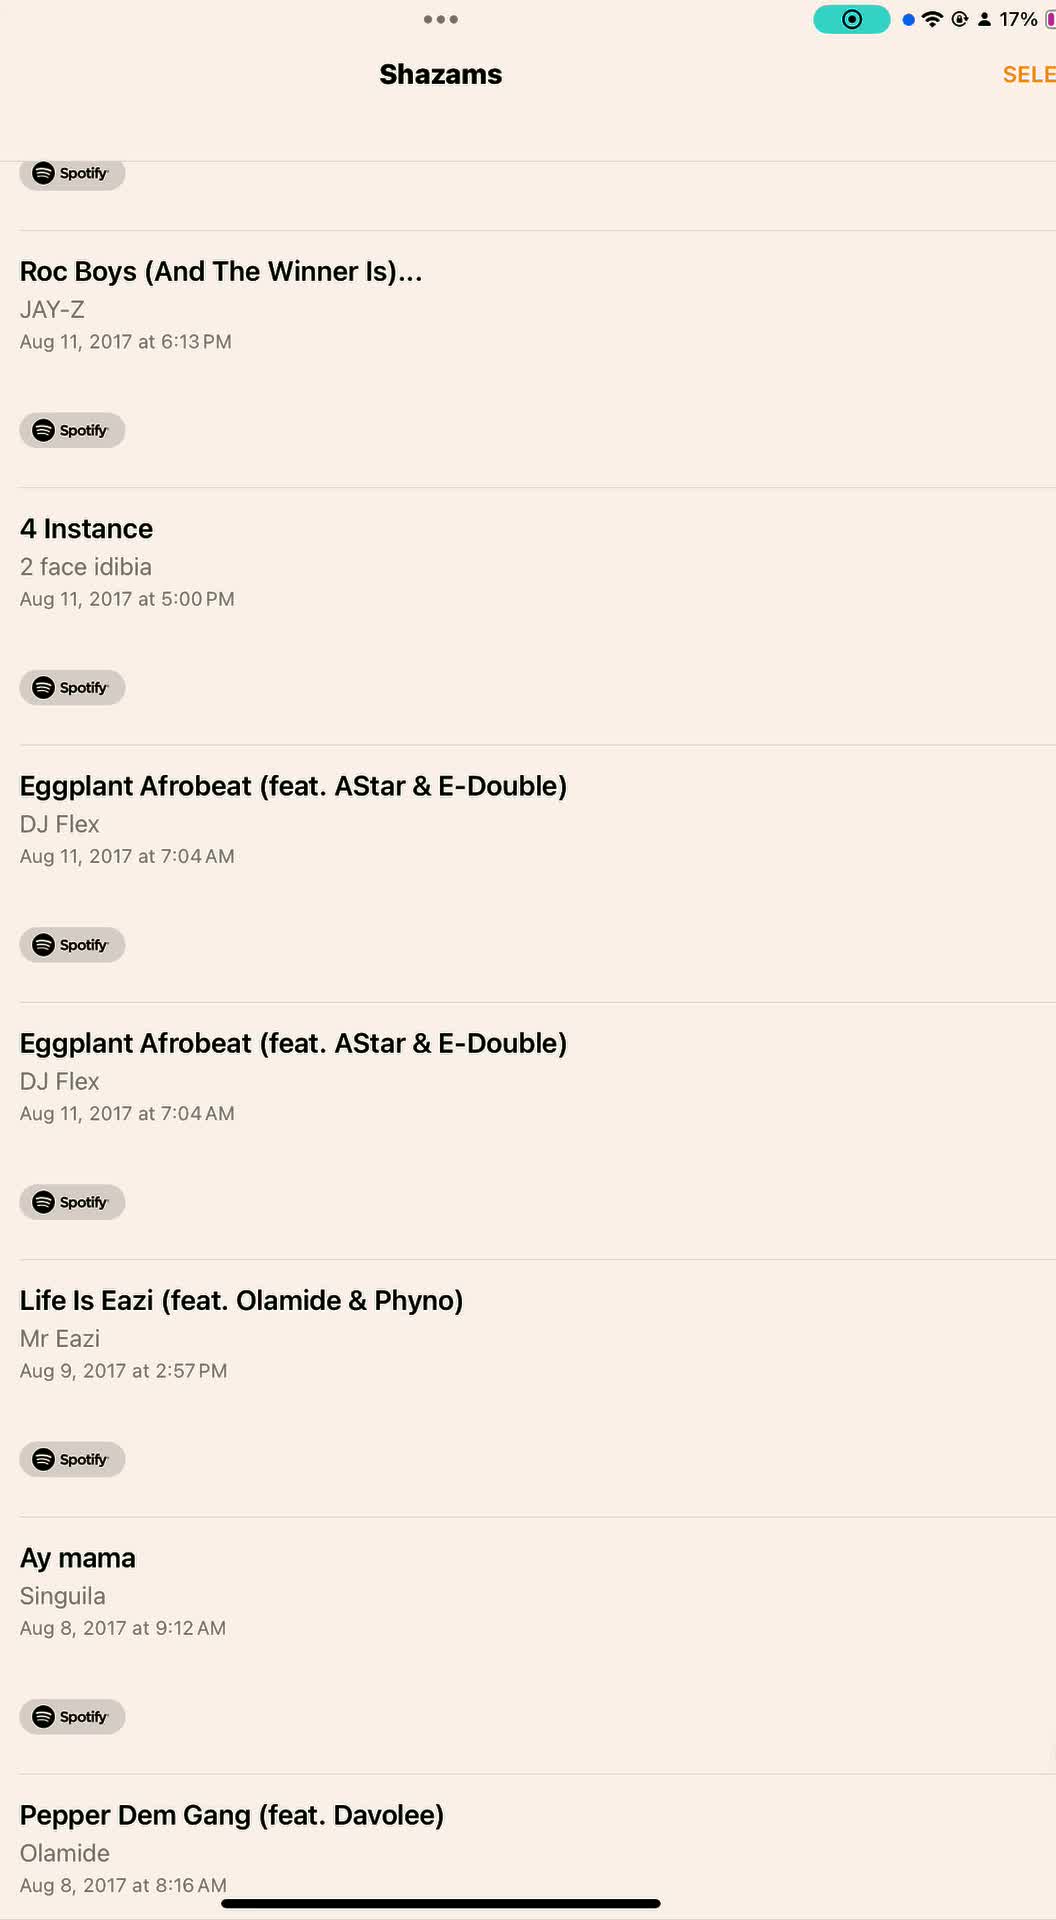 17%
Shazams
SELE
Spotify
Roc Boys (And The Winner Is)...
JAY-Z
Aug 11, 2017 at 6:13 PM
Spotify
4 Instance
2 face idibia
Aug 11, 2017 at 5:00 PM
Spotify
Eggplant Afrobeat (feat. AStar & E-Double)
DJ Flex
Aug 11, 2017 at 7:04 AM
Spotify
Eggplant Afrobeat (feat. AStar & E-Double)
DJ Flex
Aug 11, 2017 at 7:04 AM
Spotify
Life Is Eazi (feat. Olamide & Phyno)
Mr Eazi
Aug 9, 2017 at 2:57 PM
Spotify
Ay mama
Singuila
Aug 8, 2017 at 9:12 AM
Spotify
Pepper Dem Gang (feat. Davolee)
Olamide
Aug 8, 2017 at 8:16 AM